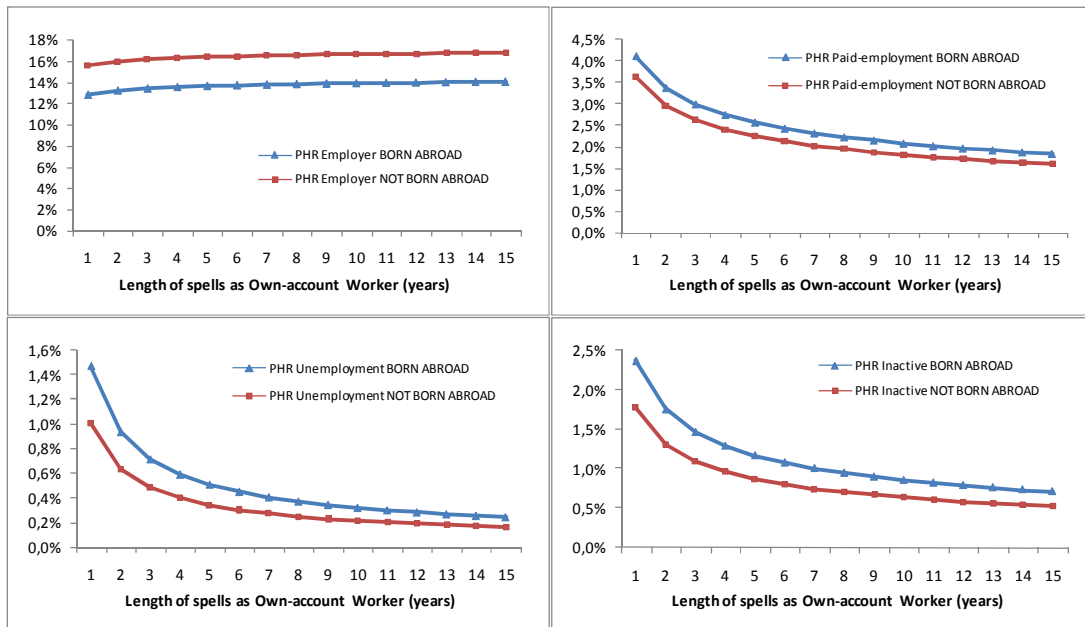 18%
16%
14%
12%
10%
8%
6%
4%
2%
0%
PHR Employer BORN ABROAD
PHR Employer NOT BORN ABROAD
1 2 3 4 5 6 7 8 9 10 11 12 13 14 15
Length of spells as Own-account Worker (years)
4,5%
4,0%
3,5%
3,0%
2,5%
2,0%
1,5%
1,0%
0,5%
0,0%
PHR Paid-employment BORN ABROAD
PHR Paid-employment NOT BORN ABROAD
1 2 3 4 5 6 7 8 9 10 11 12 13 14 15
Length of spells as Own-account Worker (years)
1,6%
1,4%
1,2%
1,0%
0,8%
0,6%
0,4%
0,2%
0,0%
PHR Unemployment BORN ABROAD
PHR Unemployment NOT BORN ABROAD
1 2 3 4 5 6 7 8 9 10 11 12 13 14 15
Length of spells as Own-account Worker (years)
2,5%
2,0%
1,5%
1,0%
0,5%
0,0%
PHR Inactive BORN ABROAD
PHR Inactive NOT BORN ABROAD
1 2 3 4 5 6 7 8 9 10 11 12 13 14 15
Length of spells as Own-account Worker (years)